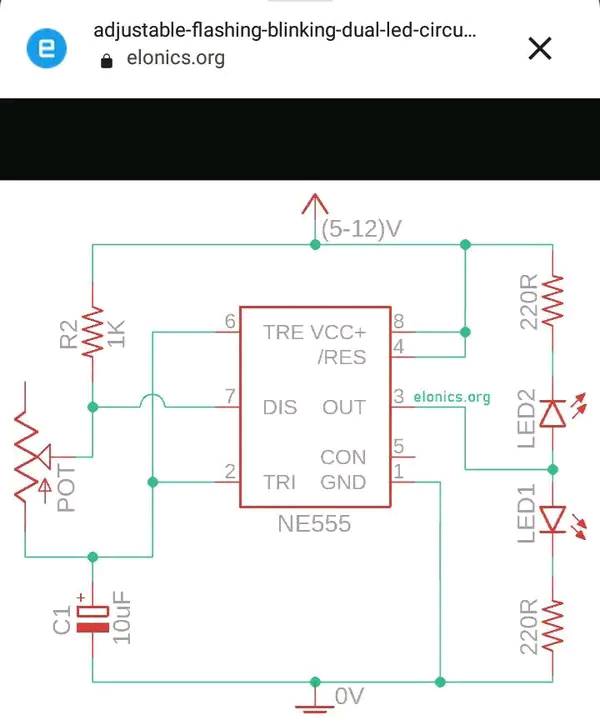 adjustable-flashing-blinking-dual-led-circu...
elonics.org
(5-12)V
R2
1K
220R
6
TRE
VCC+
8
/RES
4
7
DIS
OUT
3
elonics.org
LED2
POT
CON
5
2
TRI
GND
1
NE555
LED1
C1
+
10uF
220R
0V